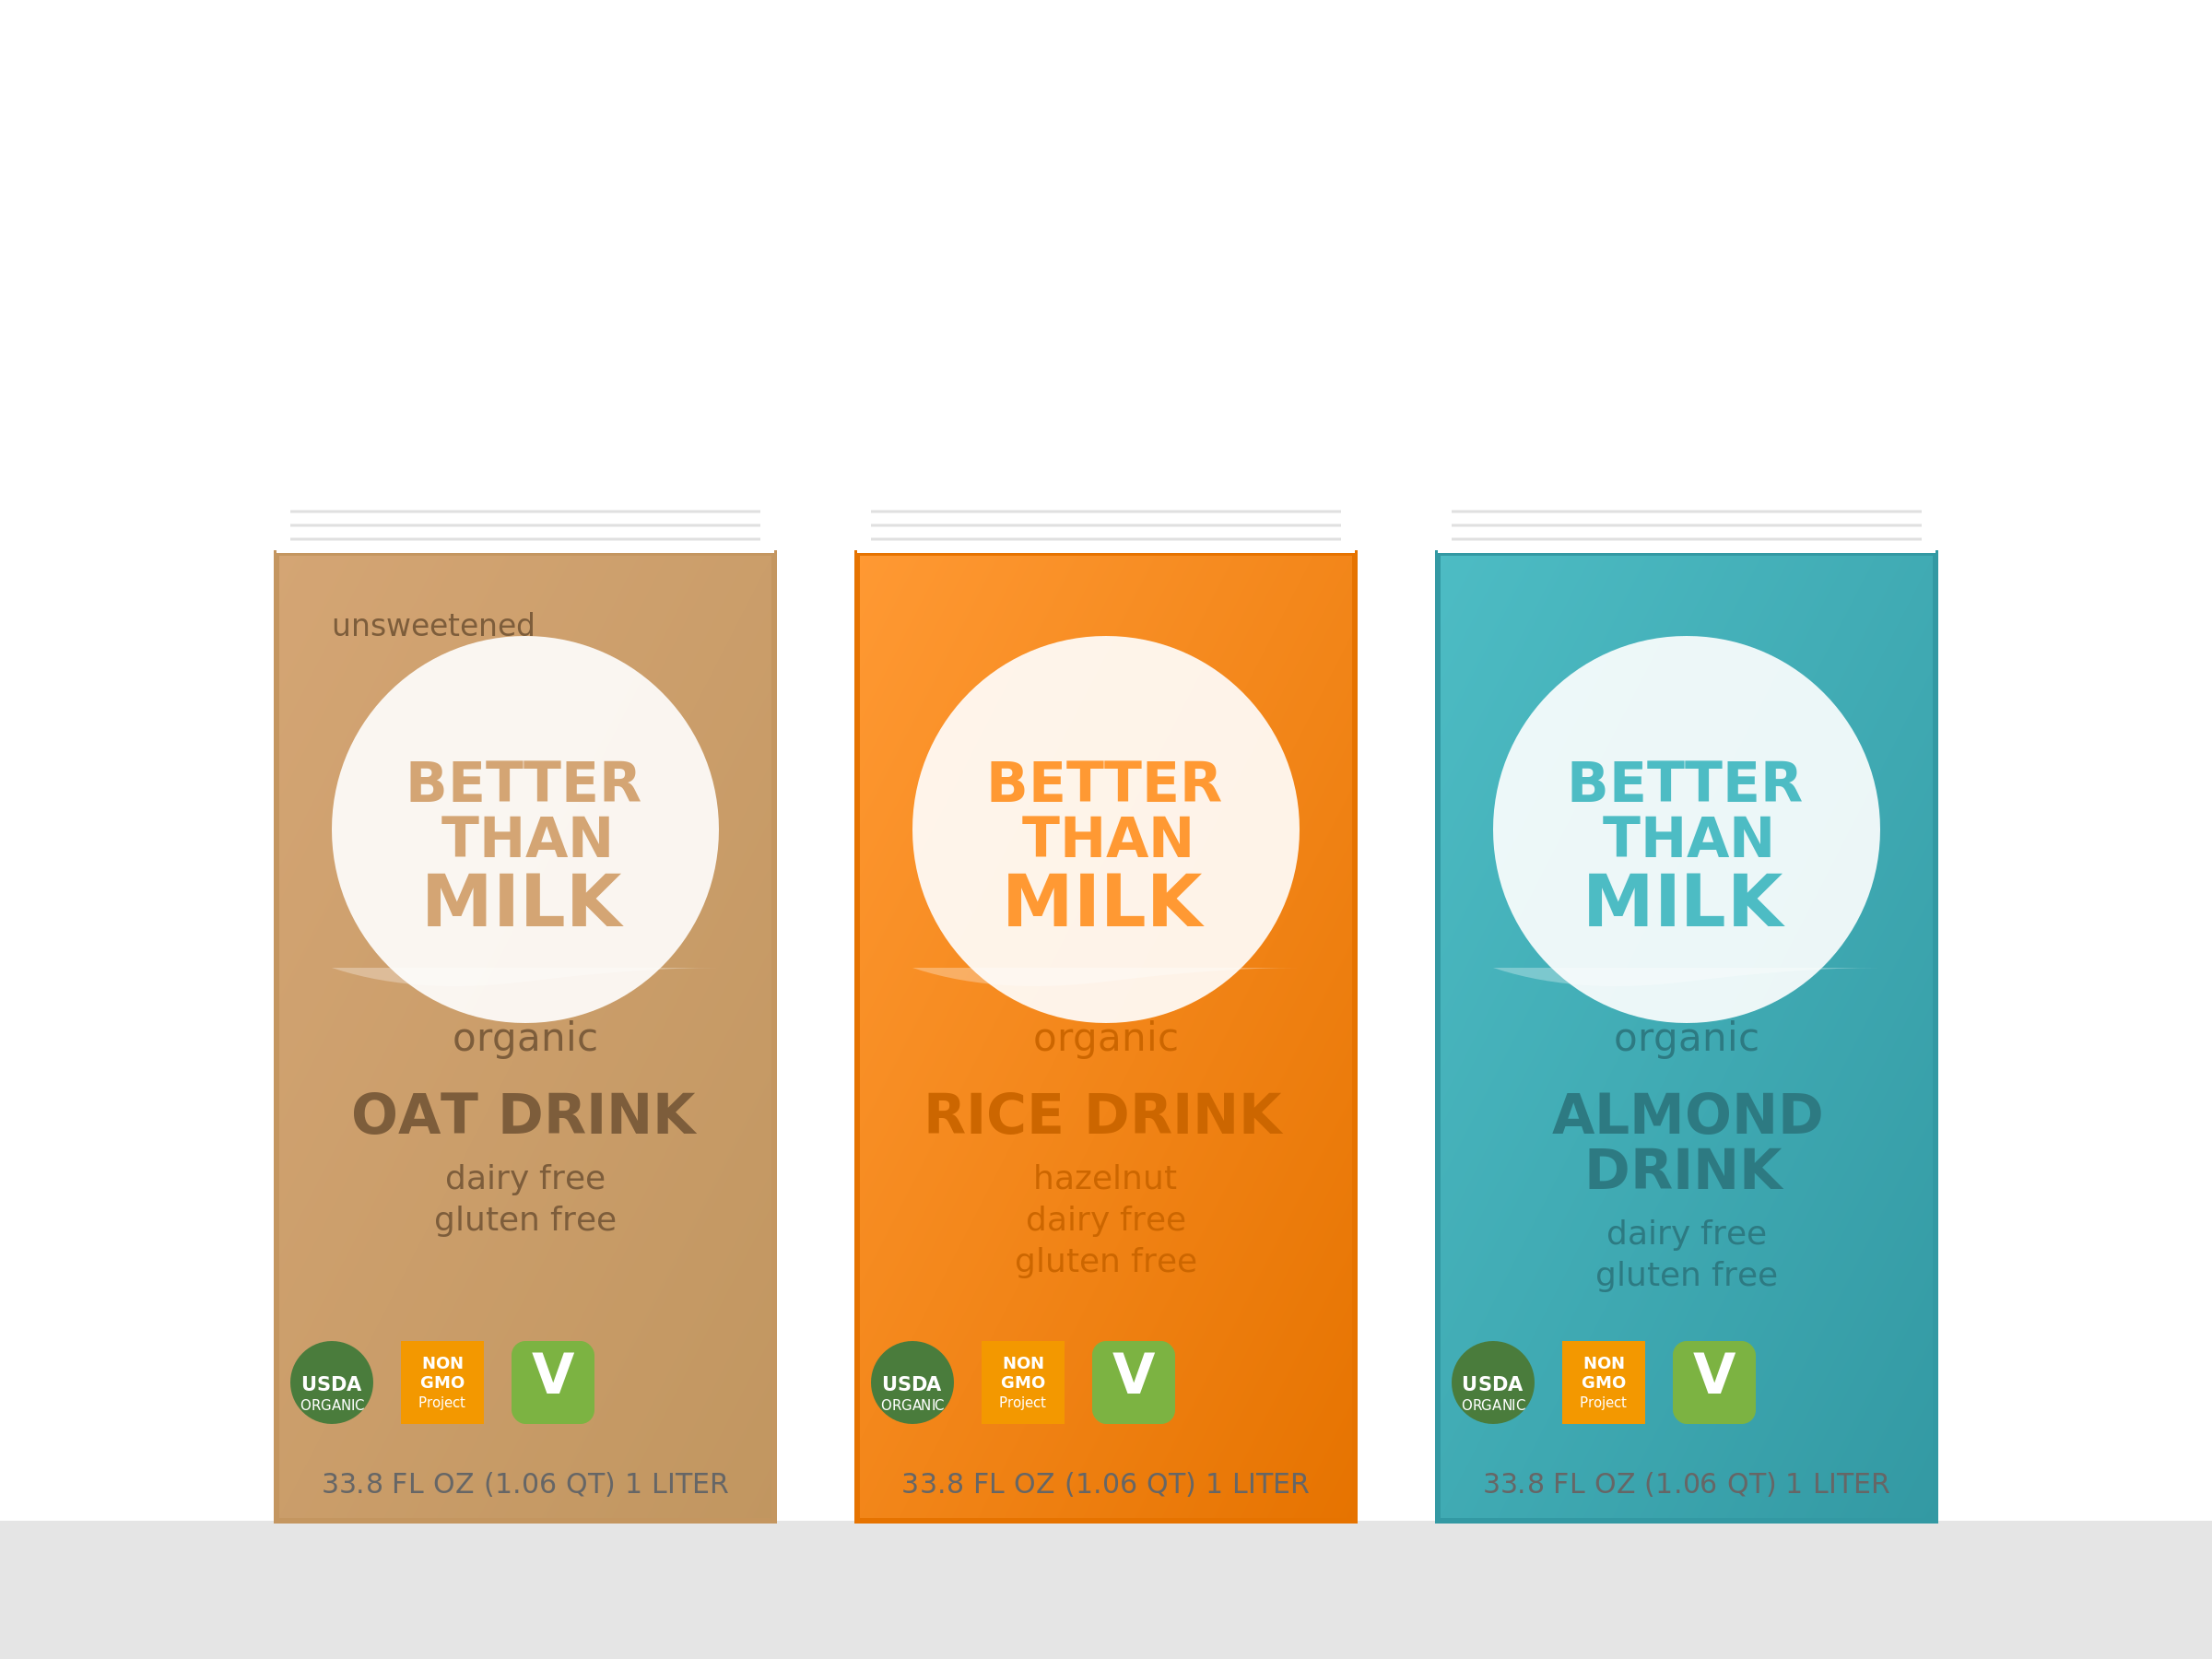 unsweetened
BETTER
THAN
MILK
organic
OAT DRINK
dairy free
gluten free
USDA
ORGANIC
NON
GMO
Project
V
33.8 FL OZ (1.06 QT) 1 LITER
BETTER
THAN
MILK
organic
RICE DRINK
hazelnut
dairy free
gluten free
USDA
ORGANIC
NON
GMO
Project
V
33.8 FL OZ (1.06 QT) 1 LITER
BETTER
THAN
MILK
organic
ALMOND
DRINK
dairy free
gluten free
USDA
ORGANIC
NON
GMO
Project
V
33.8 FL OZ (1.06 QT) 1 LITER